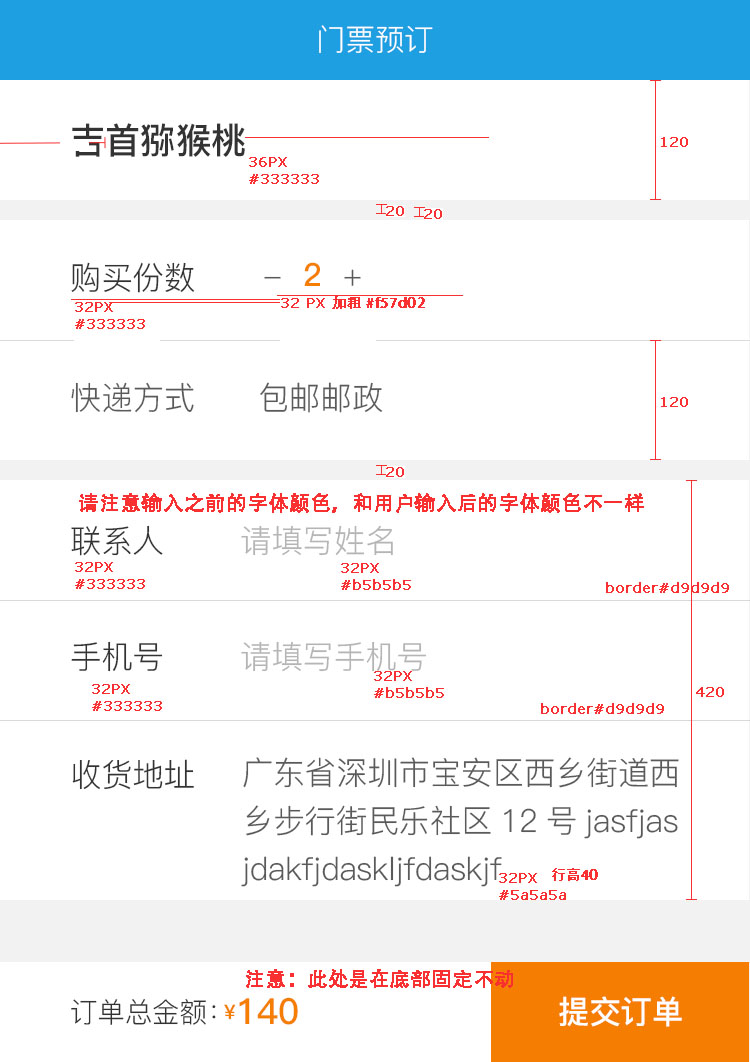 门票预订
吉首猕猴桃
120
36PX
#333333
20
20
购买份数 − 2 +
32PX
#333333
32 PX 加粗 #f57d02
快递方式 包邮邮政
120
20
请注意输入之前的字体颜色，和用户输入后的字体颜色不一样
联系人 请填写姓名
32PX
#333333
32PX
#b5b5b5
border#d9d9d9
手机号 请填写手机号
32PX
#333333
32PX
#b5b5b5
border#d9d9d9
420
收货地址 广东省深圳市宝安区西乡街道西
乡步行街民乐社区 12 号 jasfjas
jdakfjdaskljfdaskjf
32PX 行高40
#5a5a5a
注意：此处是在底部固定不动
订单总金额：¥140 提交订单